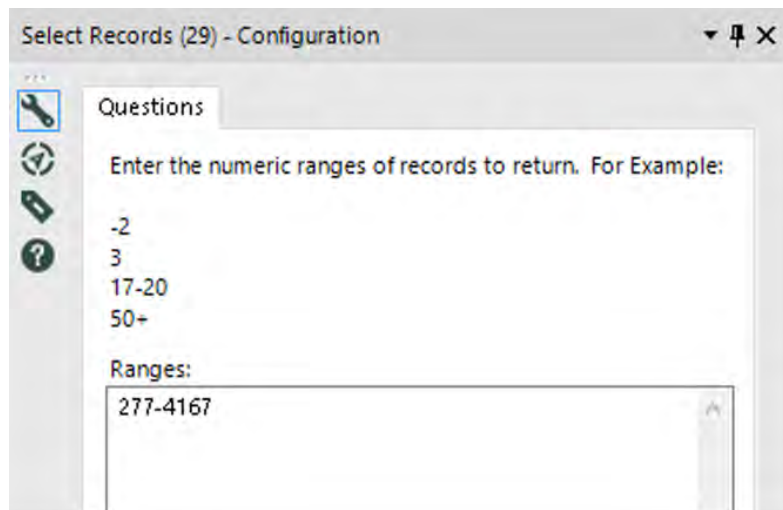 Select Records (29) - Configuration
Questions
Enter the numeric ranges of records to return.  For Example:
-2
3
17-20
50+
Ranges:
277-4167